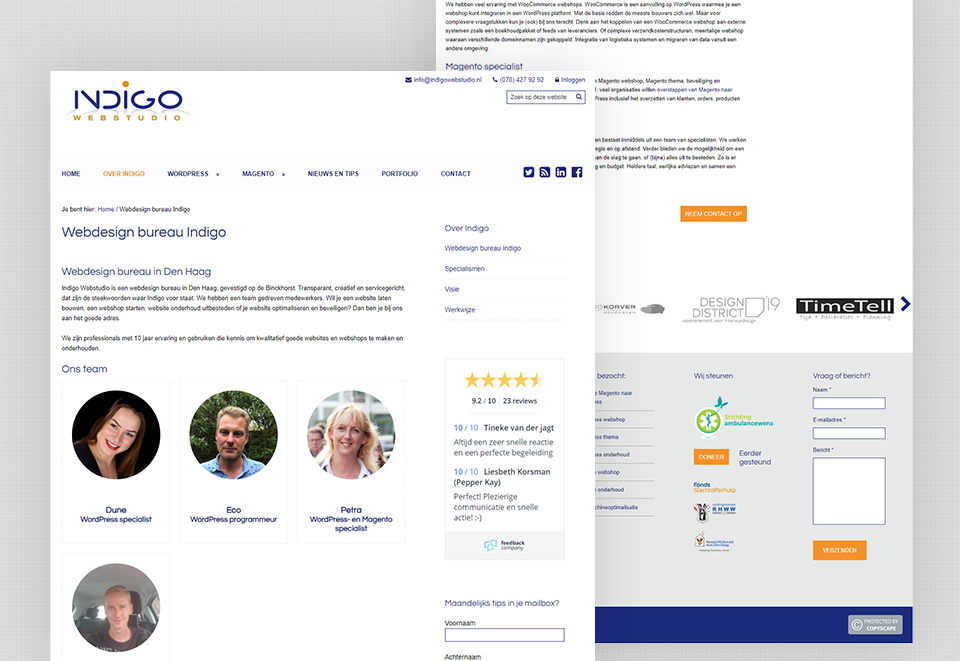 We hebben veel ervaring met WooCommerce webshops. WooCommerce is een aanvulling op WordPress waarmee je een
webshop kunt integreren in een WordPress platform. Met de basis redden de meeste bouwers zich wel. Maar voor
complexere vraagstukken kun je (ook) bij ons terecht. Denk aan het koppelen van een WooCommerce webshop aan externe
systemen zoals een boekhoudpakket of feeds van leveranciers. Of complexe verzendkostenstructuren, meertalige webshop
waaraan verschillende domeinnamen zijn gekoppeld. Integratie van logistieke systemen en migreren van data vanuit een
andere omgeving.
Magento specialist
n Magento webshop, Magento thema, beveiliging en
veel organisaties willen overstappen van Magento naar
Press inclusief het overzetten van klanten, orders, producten
en bestaat inmiddels uit een team van specialisten. We werken
egio en op afstand. Verder bieden we de mogelijkheid om een
an de slag te gaan, of (bijna) alles uit te besteden. Zo is er
g en budget. Heldere taal, eerlijke adviezen en samen een
NEEM CONTACT OP
KORVER
ADVOCATEN
DESIGN
DISTRICT '19
vakevenement voor interieurdesign
TimeTell
Tijd • Declaraties • Planning
bezocht:
Magento naar
ess
ess webshop
ess thema
ess onderhoud
webshop
onderhoud
chineoptimalisatie
Wij steunen
Stichting
ambulancewens
DONEER
Eerder
gesteund
Fonds
Slachtofferhulp
RHWW
Ronald McDonald
Huis Den Haag
Vraag of bericht?
Naam *
E-mailadres *
Bericht *
VERZENDEN
PROTECTED BY
COPYSCAPE
info@indigowebstudio.nl (070) 427 92 92 Inloggen
INDIGO
WEBSTUDIO
Zoek op deze website
HOME OVER INDIGO WORDPRESS » MAGENTO » NIEUWS EN TIPS PORTFOLIO CONTACT
Je bent hier: Home / Webdesign bureau Indigo
Webdesign bureau Indigo
Webdesign bureau in Den Haag
Indigo Webstudio is een webdesign bureau in Den Haag, gevestigd op de Binckhorst. Transparant, creatief en servicegericht,
dat zijn de steekwoorden waar Indigo voor staat. We hebben een team gedreven medewerkers. Wil je een website laten
bouwen, een webshop starten, website onderhoud uitbesteden of je website optimaliseren en beveiligen? Dan ben je bij ons
aan het goede adres.
We zijn professionals met 10 jaar ervaring en gebruiken die kennis om kwalitatief goede websites en webshops te maken en
onderhouden.
Ons team
Dune
WordPress specialist
Eco
WordPress programmeur
Petra
WordPress- en Magento
specialist
Over Indigo
Webdesign bureau Indigo
Specialismen
Visie
Werkwijze
9.2 / 10 23 reviews
10 / 10 Tineke van der jagt
Altijd een zeer snelle reactie
en een perfecte begeleiding
10 / 10 Liesbeth Korsman
(Pepper Kay)
Perfect! Plezierige
communicatie en snelle
actie! :-)
feedback
company
Maandelijks tips in je mailbox?
Voornaam
Achternaam